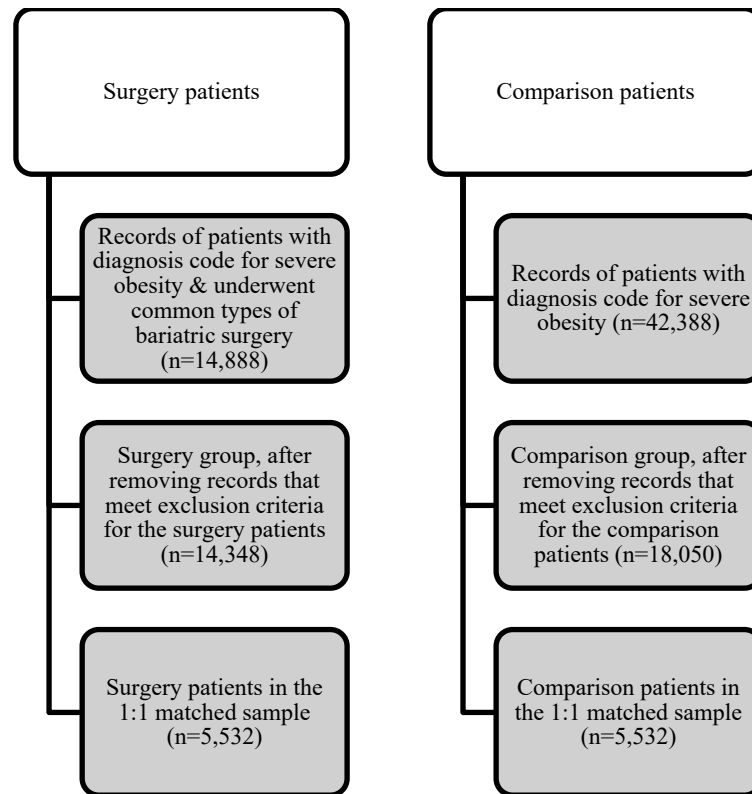 Surgery patients
Records of patients with
diagnosis code for severe
obesity & underwent
common types of
bariatric surgery
(n=14,888)
Surgery group, after
removing records that
meet exclusion criteria
for the surgery patients
(n=14,348)
Surgery patients in the
1:1 matched sample
(n=5,532)
Comparison patients
Records of patients with
diagnosis code for severe
obesity (n=42,388)
Comparison group, after
removing records that
meet exclusion criteria
for the comparison
patients (n=18,050)
Comparison patients in
the 1:1 matched sample
(n=5,532)